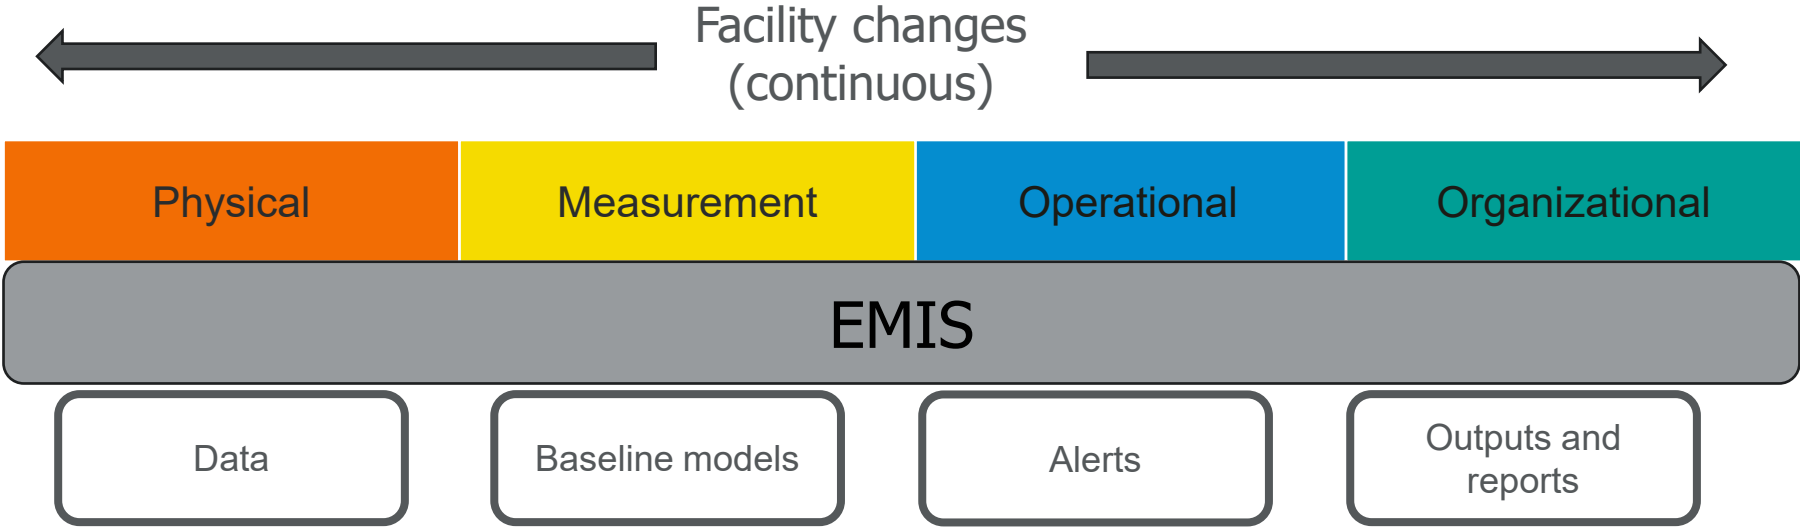 Facility changes
(continuous)
Physical
Measurement
Operational
Organizational
EMIS
Data
Baseline models
Alerts
Outputs and
reports